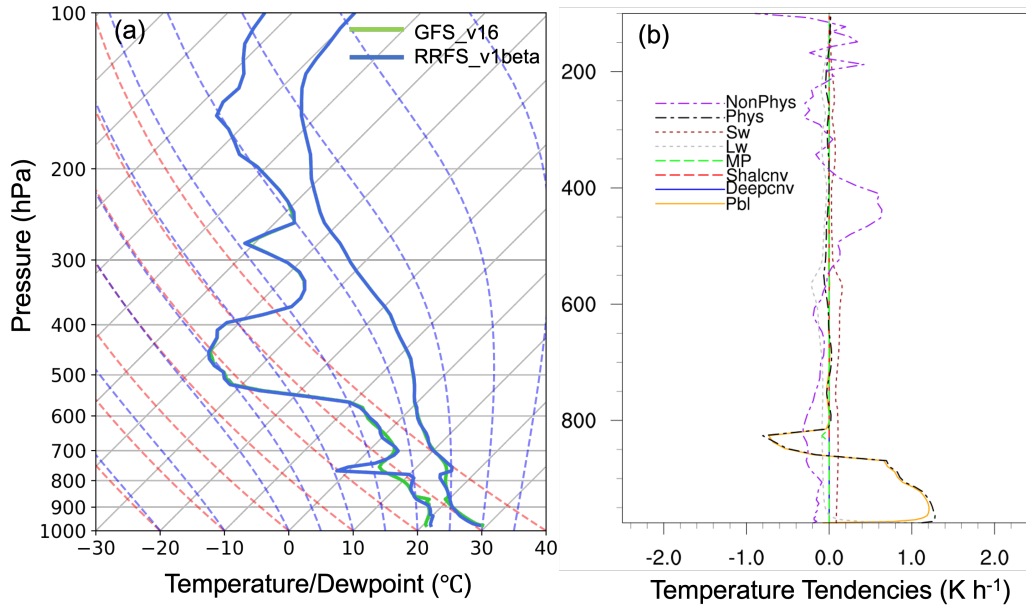 (a)
GFS_v16
RRFS_v1beta
Pressure (hPa)
100
200
300
400
500
600
700
800
900
1000
−30
−20
−10
0
10
20
30
40
Temperature/Dewpoint (℃)
(b)
200
400
600
800
NonPhys
Phys
Sw
Lw
MP
Shalcnv
Deepcnv
Pbl
-2.0
-1.0
0.0
1.0
2.0
Temperature Tendencies (K h⁻¹)